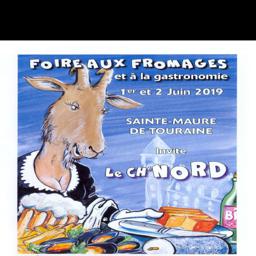 FOIRE AUX FROMAGES
et à la gastronomie
1er et 2 Juin 2019
SAINTE-MAURE
DE TOURAINE
Invite
Le CH'NORD